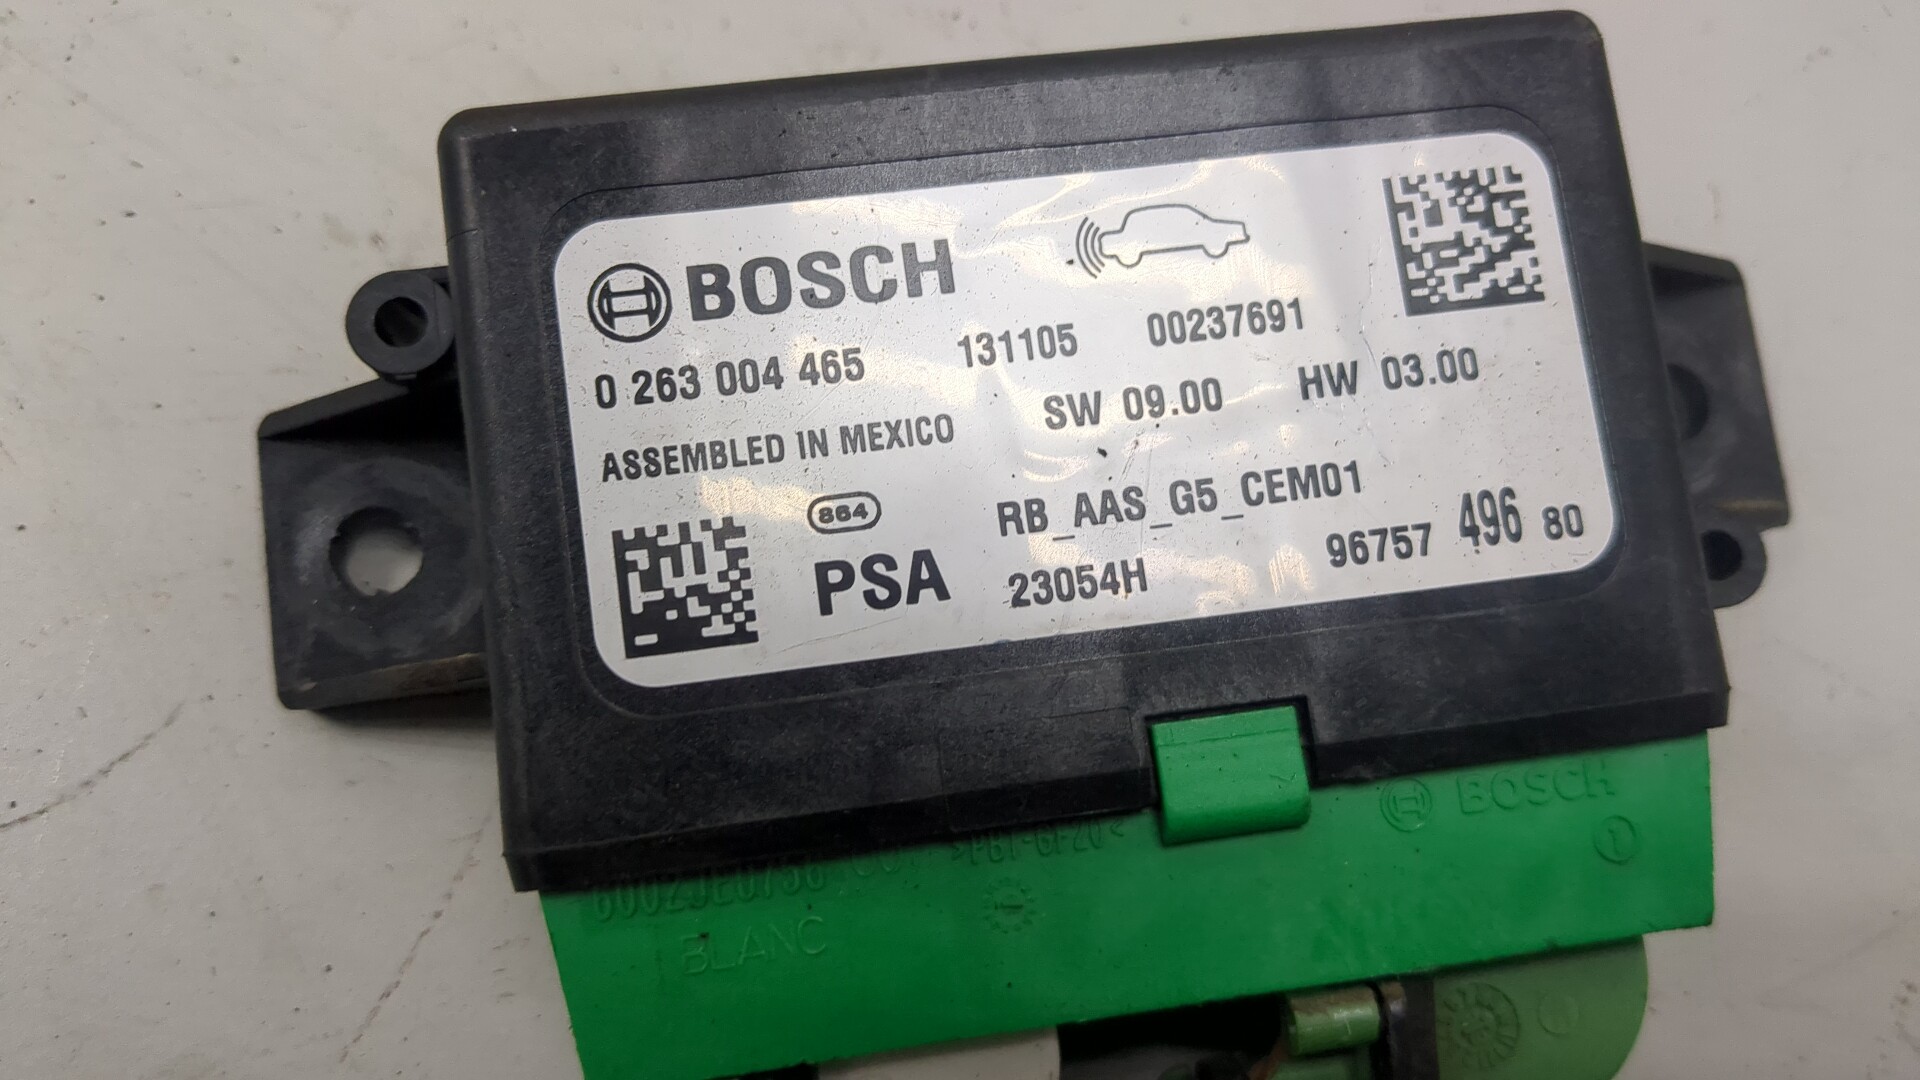 BOSCH
0 263 004 465 131105 00237691
ASSEMBLED IN MEXICO SW 09.00 HW 03.00
864 RB_AAS_G5_CEM01
PSA 23054H 96757 496 80
BOSCH
1
BLANC